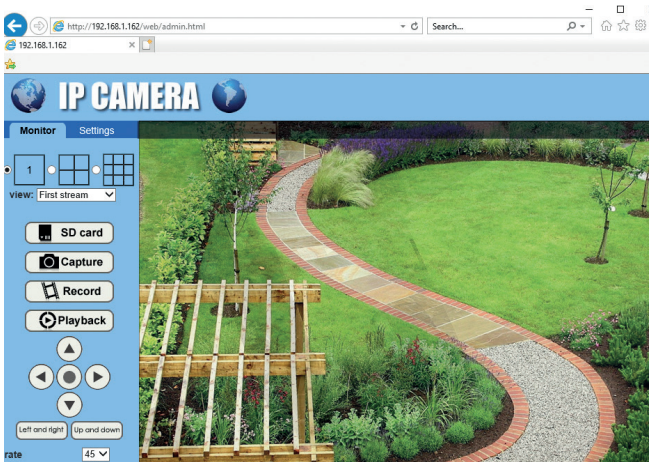 http://192.168.1.162/web/admin.html
Search...
192.168.1.162
IP CAMERA
Monitor Settings
1
view: First stream
SD card
Capture
Record
Playback
Left and right Up and down
rate 45